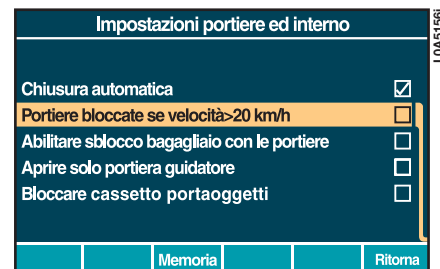 Impostazioni portiere ed interno
Chiusura automatica
Portiere bloccate se velocità>20 km/h
Abilitare sblocco bagagliaio con le portiere
Aprire solo portiera guidatore
Bloccare cassetto portaoggetti
Memoria Ritorna
L0A5156i